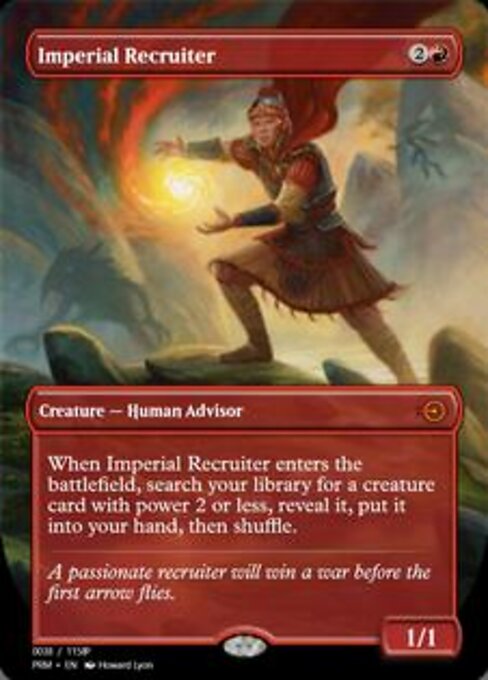 Imperial Recruiter 2
Creature — Human Advisor
When Imperial Recruiter enters the
battlefield, search your library for a creature
card with power 2 or less, reveal it, put it
into your hand, then shuffle.
A passionate recruiter will win a war before the
first arrow flies.
1/1
PRM • EN Howard Lyon